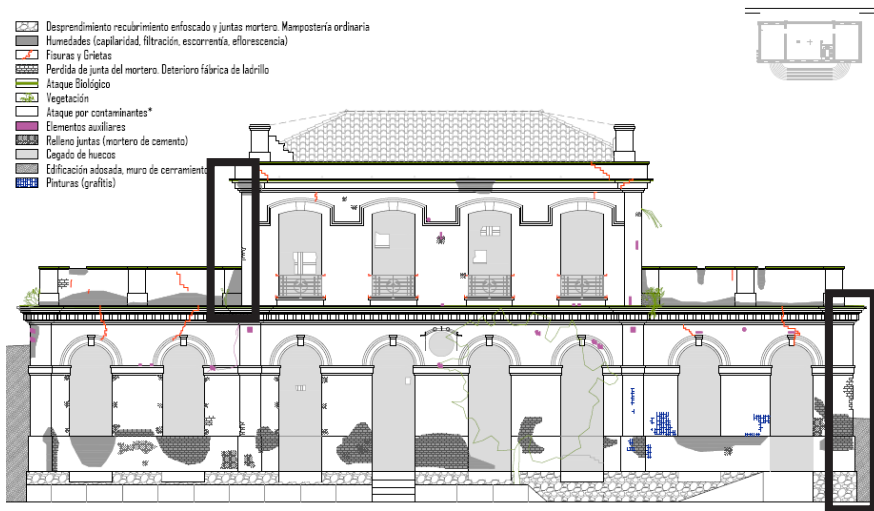 Desprendimiento recubrimiento enfoscado y juntas mortero. Mampostería ordinaria
Humedades (capilaridad, filtración, escorrentía, eflorescencia)
Fisuras y Grietas
Perdida de junta del mortero. Deterioro fábrica de ladrillo
Ataque Biológico
Vegetación
Ataque por contaminantes*
Elementos auxiliares
Relleno juntas (mortero de cemento)
Cegado de huecos
Edificación adosada, muro de cerramiento
Pinturas (grafitis)